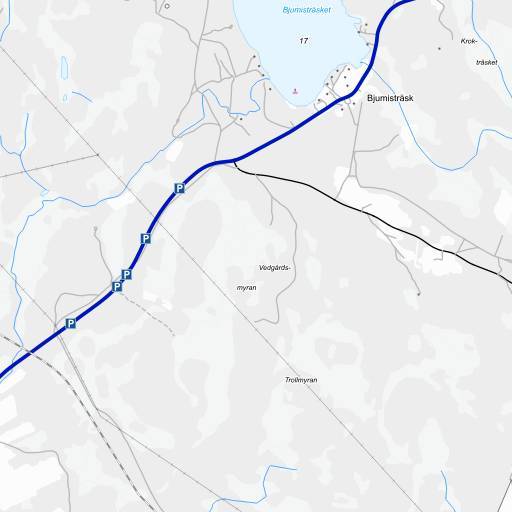 Bjumisträsket
17
Krok-
träsket
Bjumisträsk
P
P
Vedgårds-
P
myran
P
P
Trollmyran